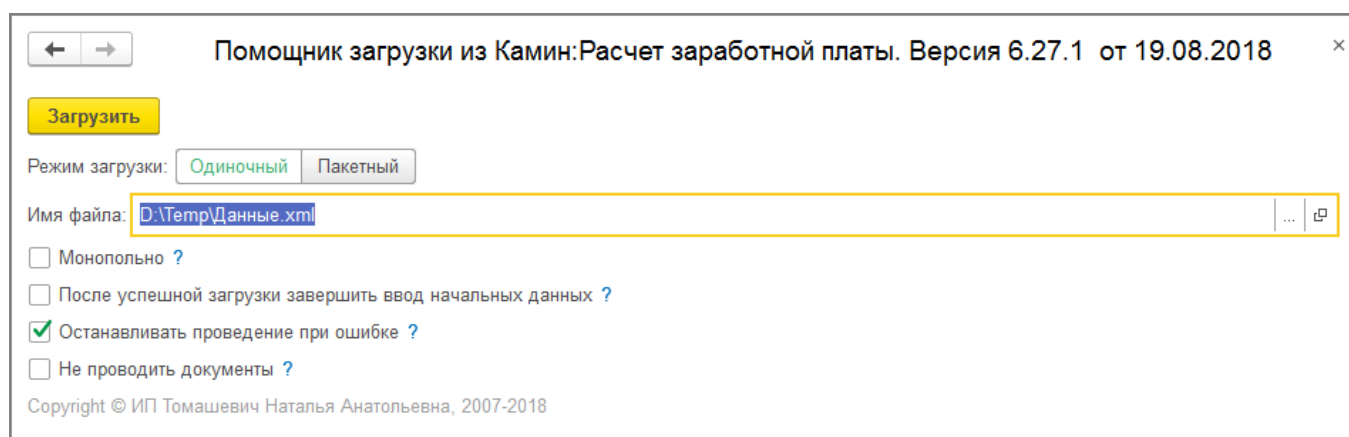 Помощник загрузки из Камин:Расчет заработной платы. Версия 6.27.1 от 19.08.2018
Загрузить
Режим загрузки: Одиночный Пакетный
Имя файла: D:\Temp\Данные.xml ...
Монопольно ?
После успешной загрузки завершить ввод начальных данных ?
Останавливать проведение при ошибке ?
Не проводить документы ?
Copyright © ИП Томашевич Наталья Анатольевна, 2007-2018